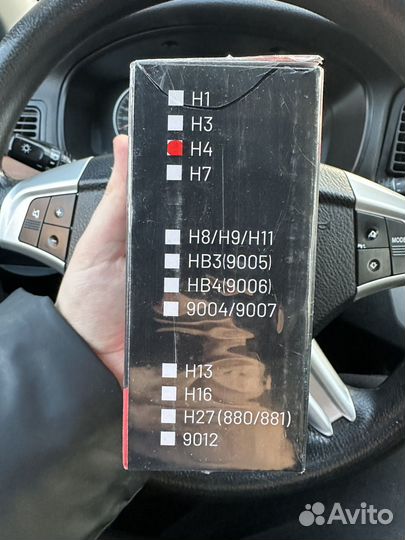 H1
H3
H4
H7
H8/H9/H11
HB3(9005)
HB4(9006)
9004/9007
H13
H16
H27(880/881)
9012
MODE
Avito